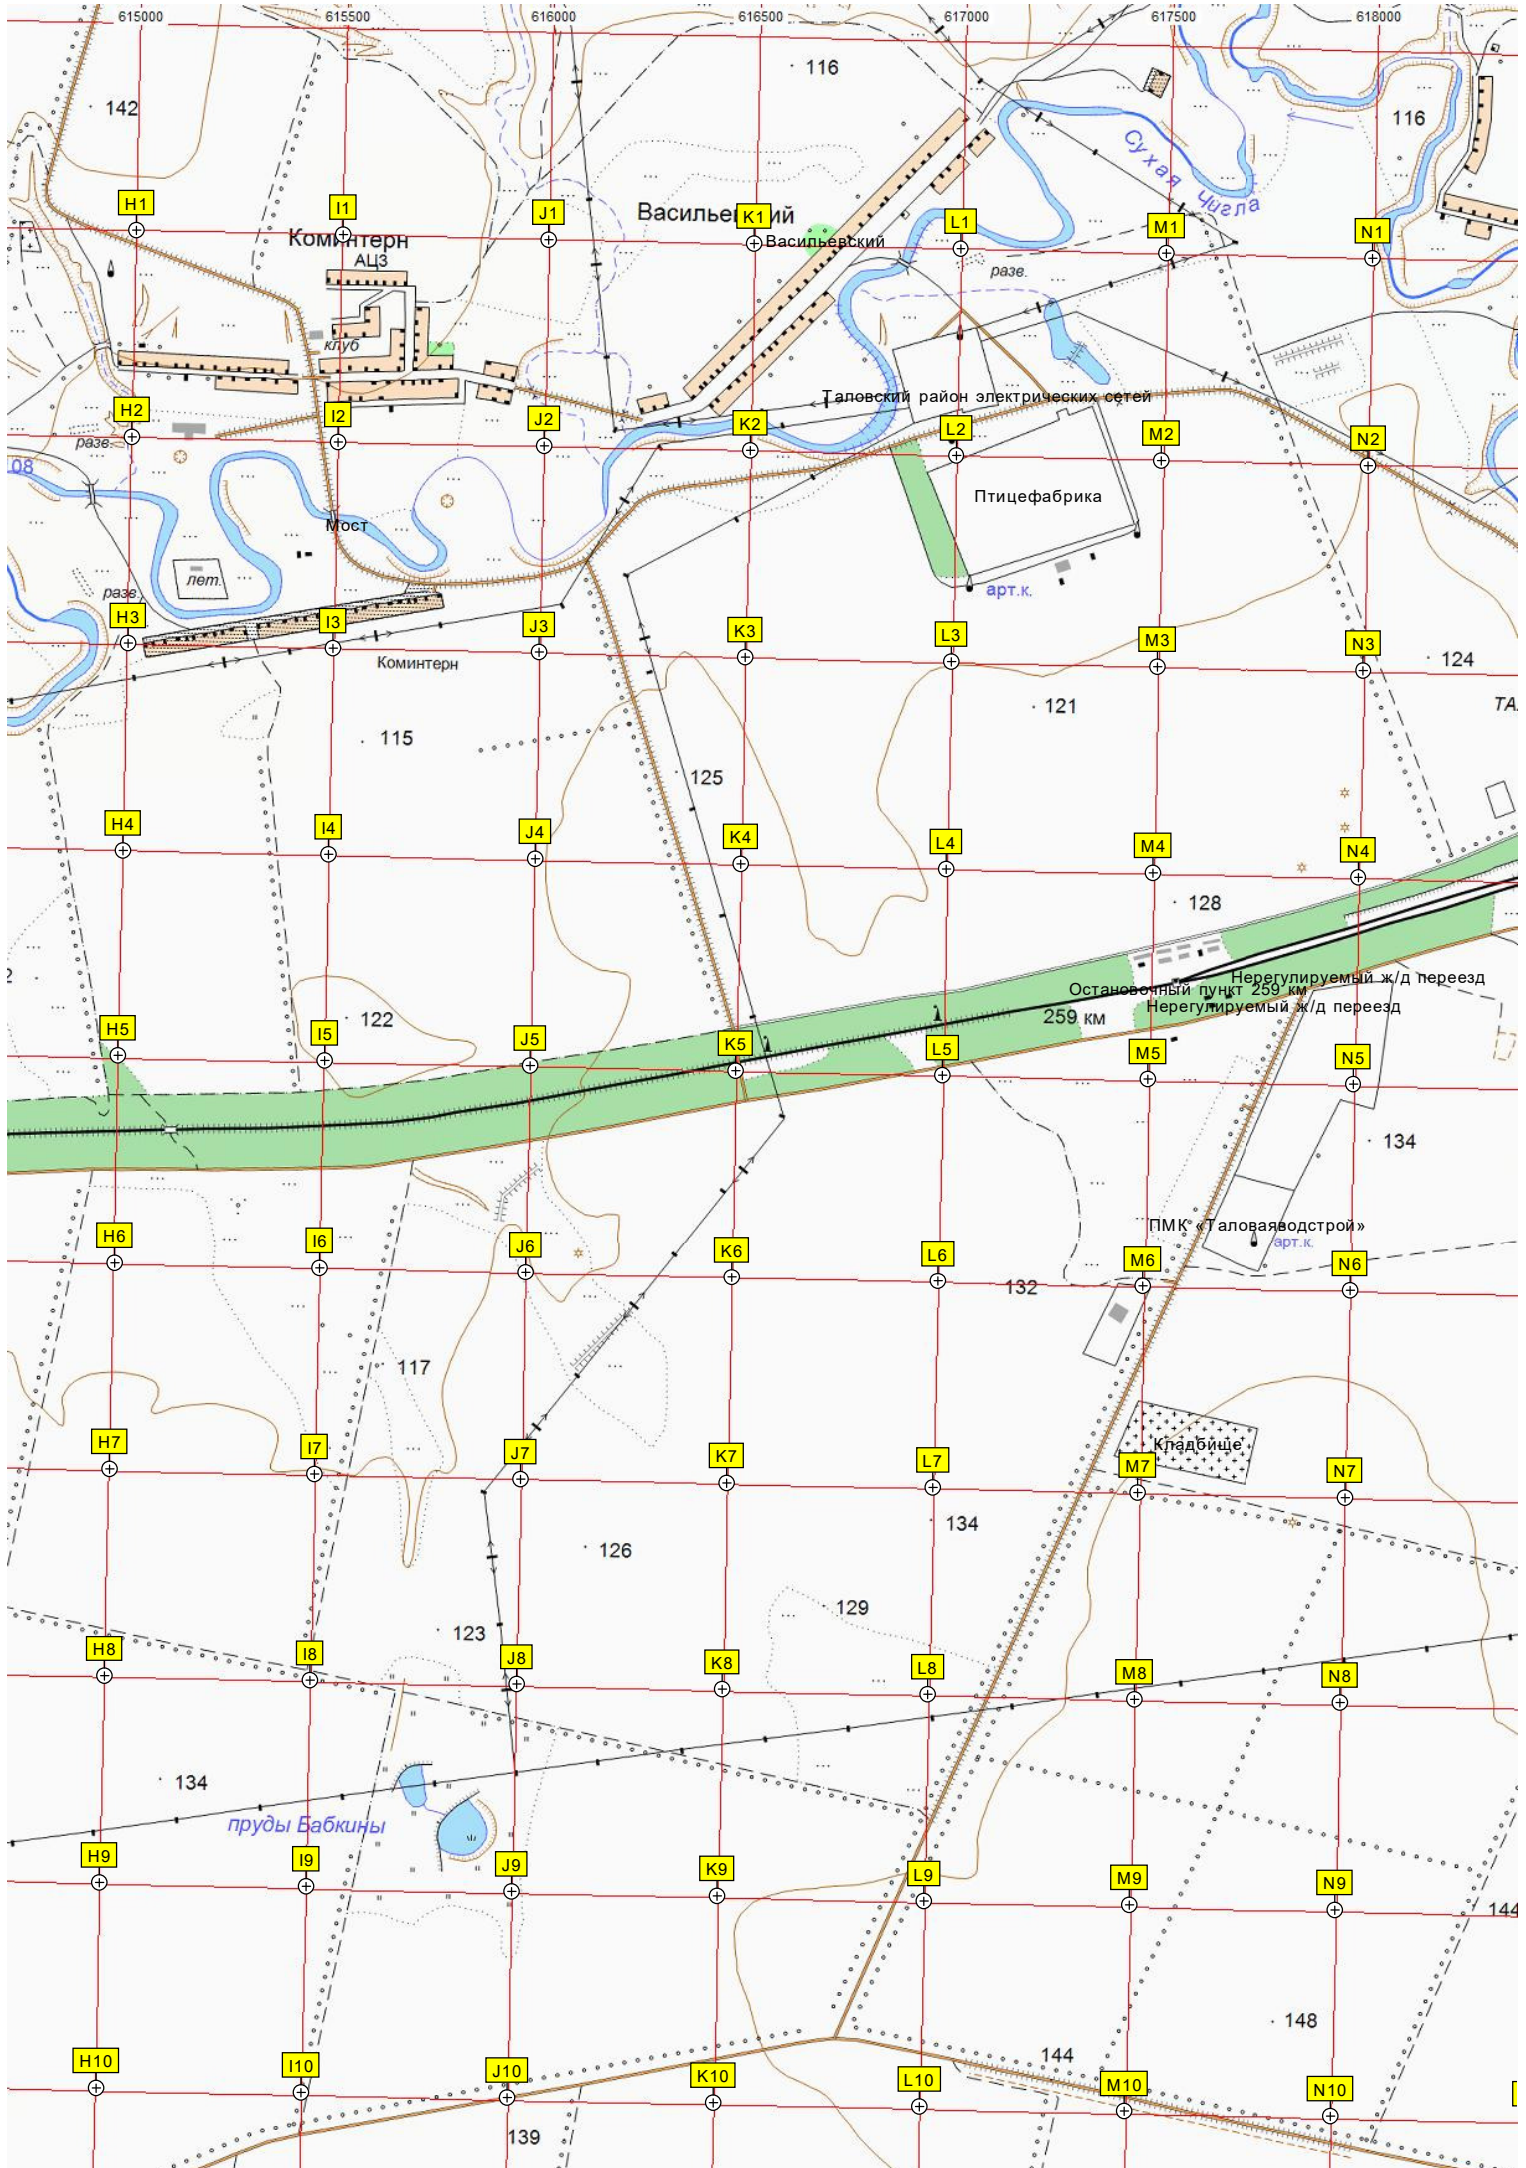 615000 615500 616000 616500 617000 617500 618000
116
142
116
Сухая Чигла
H1 I1 J1 K1 L1 M1 N1
Васильевский
Васильевский
Коминтерн
АЦЗ
разв.
клуб
Таловский район электрических сетей
H2 I2 J2 K2 L2 M2 N2
разв.
08
Птицефабрика
Мост
лет.
разв.
арт.к.
H3 I3 J3 K3 L3 M3 N3
Коминтерн
124
121
ТА
115
125
H4 I4 J4 K4 L4 M4 N4
128
Нерегулируемый ж/д переезд
Остановочный пункт 259 км
Нерегулируемый ж/д переезд
259 км
122
H5 I5 J5 K5 L5 M5 N5
134
ПМК «Таловаяводстрой»
арт.к.
H6 I6 J6 K6 L6 M6 N6
132
117
Кладбище
H7 I7 J7 K7 L7 M7 N7
134
126
129
123
H8 I8 J8 K8 L8 M8 N8
134
пруды Бабкины
H9 I9 J9 K9 L9 M9 N9
144
148
144
H10 I10 J10 K10 L10 M10 N10
139